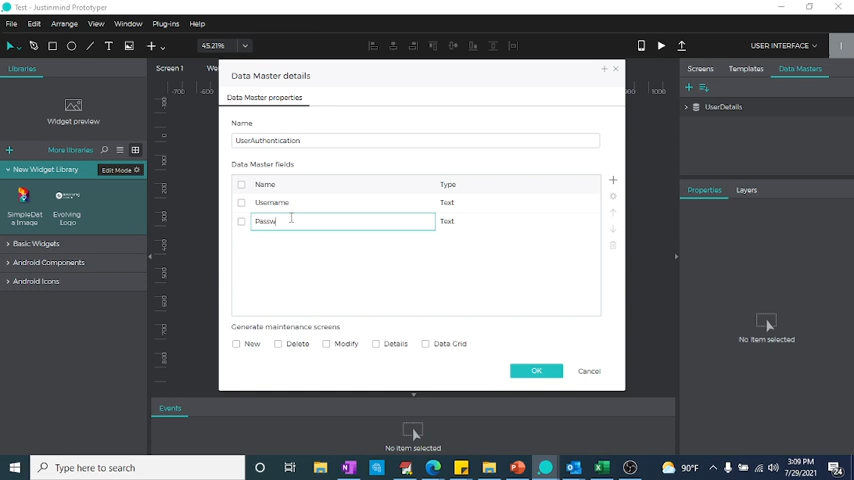 Test - Justinmind Prototyper
File Edit Arrange View Window Plug-ins Help
45.21% USER INTERFACE
Libraries Screen 1 We Screens Templates Data Masters
Data Master details
Data Master properties
Widget preview
UserDetails
Name
UserAuthentication
More libraries
Data Master fields
New Widget Library Edit Mode
Name Type
Username Text
Passw Text
SimpleDat
a Image
Evolving
Logo
Properties Layers
Basic Widgets
Android Components
Android Icons
Generate maintenance screens
New Delete Modify Details Data Grid
No item selected
OK Cancel
Events
No item selected
Type here to search
90°F
3:09 PM
7/29/2021
24